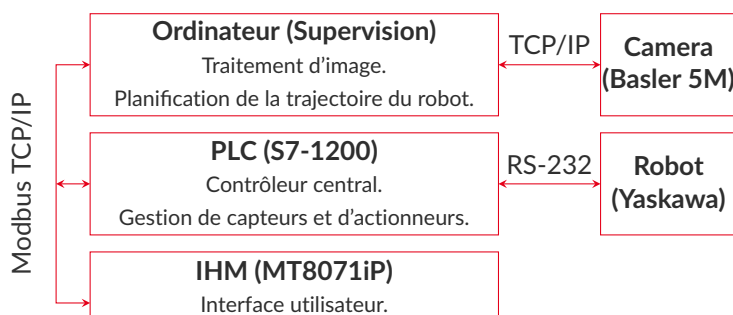 Modbus TCP/IP
Ordinateur (Supervision)
Traitement d'image.
Planification de la trajectoire du robot.
TCP/IP
Camera
(Basler 5M)
PLC (S7-1200)
Contrôleur central.
Gestion de capteurs et d'actionneurs.
RS-232
Robot
(Yaskawa)
IHM (MT8071iP)
Interface utilisateur.